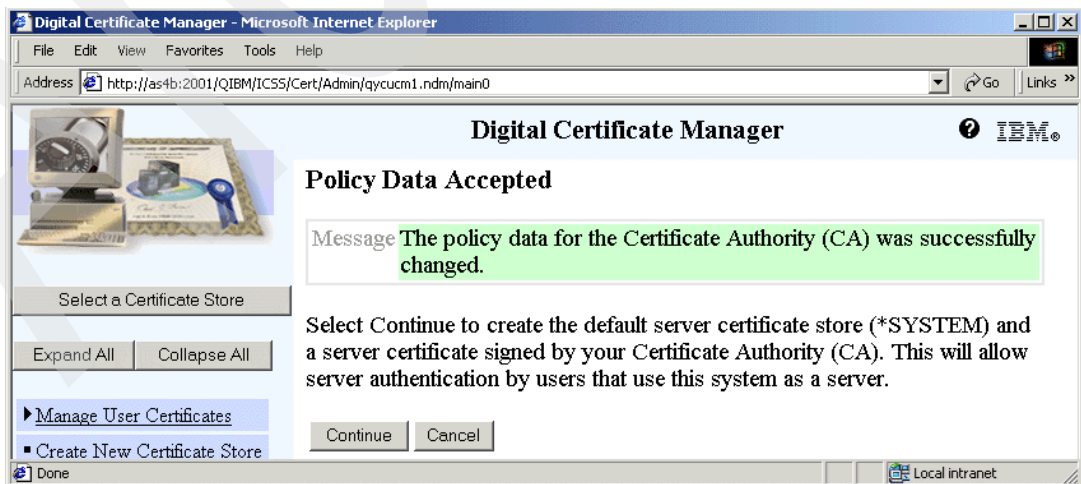 Digital Certificate Manager - Microsoft Internet Explorer
File Edit View Favorites Tools Help
Address http://as4b:2001/QIBM/ICSS/Cert/Admin/qycucm1.ndm/main0 Go Links »
Digital Certificate Manager
? IBM®
Policy Data Accepted
Message The policy data for the Certificate Authority (CA) was successfully
changed.
Select a Certificate Store
Select Continue to create the default server certificate store (*SYSTEM) and
a server certificate signed by your Certificate Authority (CA). This will allow
server authentication by users that use this system as a server.
Expand All Collapse All
Manage User Certificates
Create New Certificate Store
Continue Cancel
Done Local intranet